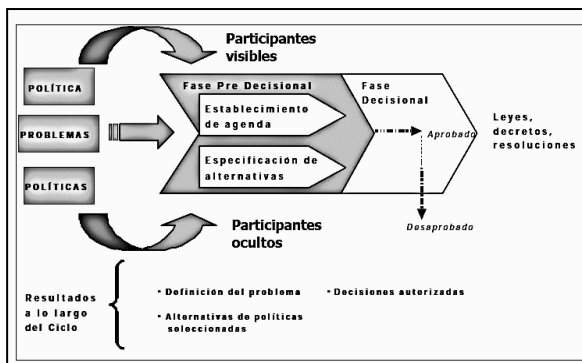 Participantes
visibles
POLÍTICA
PROBLEMAS
POLÍTICAS
Fase Pre Decisional
Establecimiento
de agenda
Especificación de
alternativas
Fase
Decisional
Aprobado
Desaprobado
Leyes,
decretos,
resoluciones
Participantes
ocultos
Resultados
a lo largo
del Ciclo
• Definición del problema
• Decisiones autorizadas
• Alternativas de políticas
seleccionadas